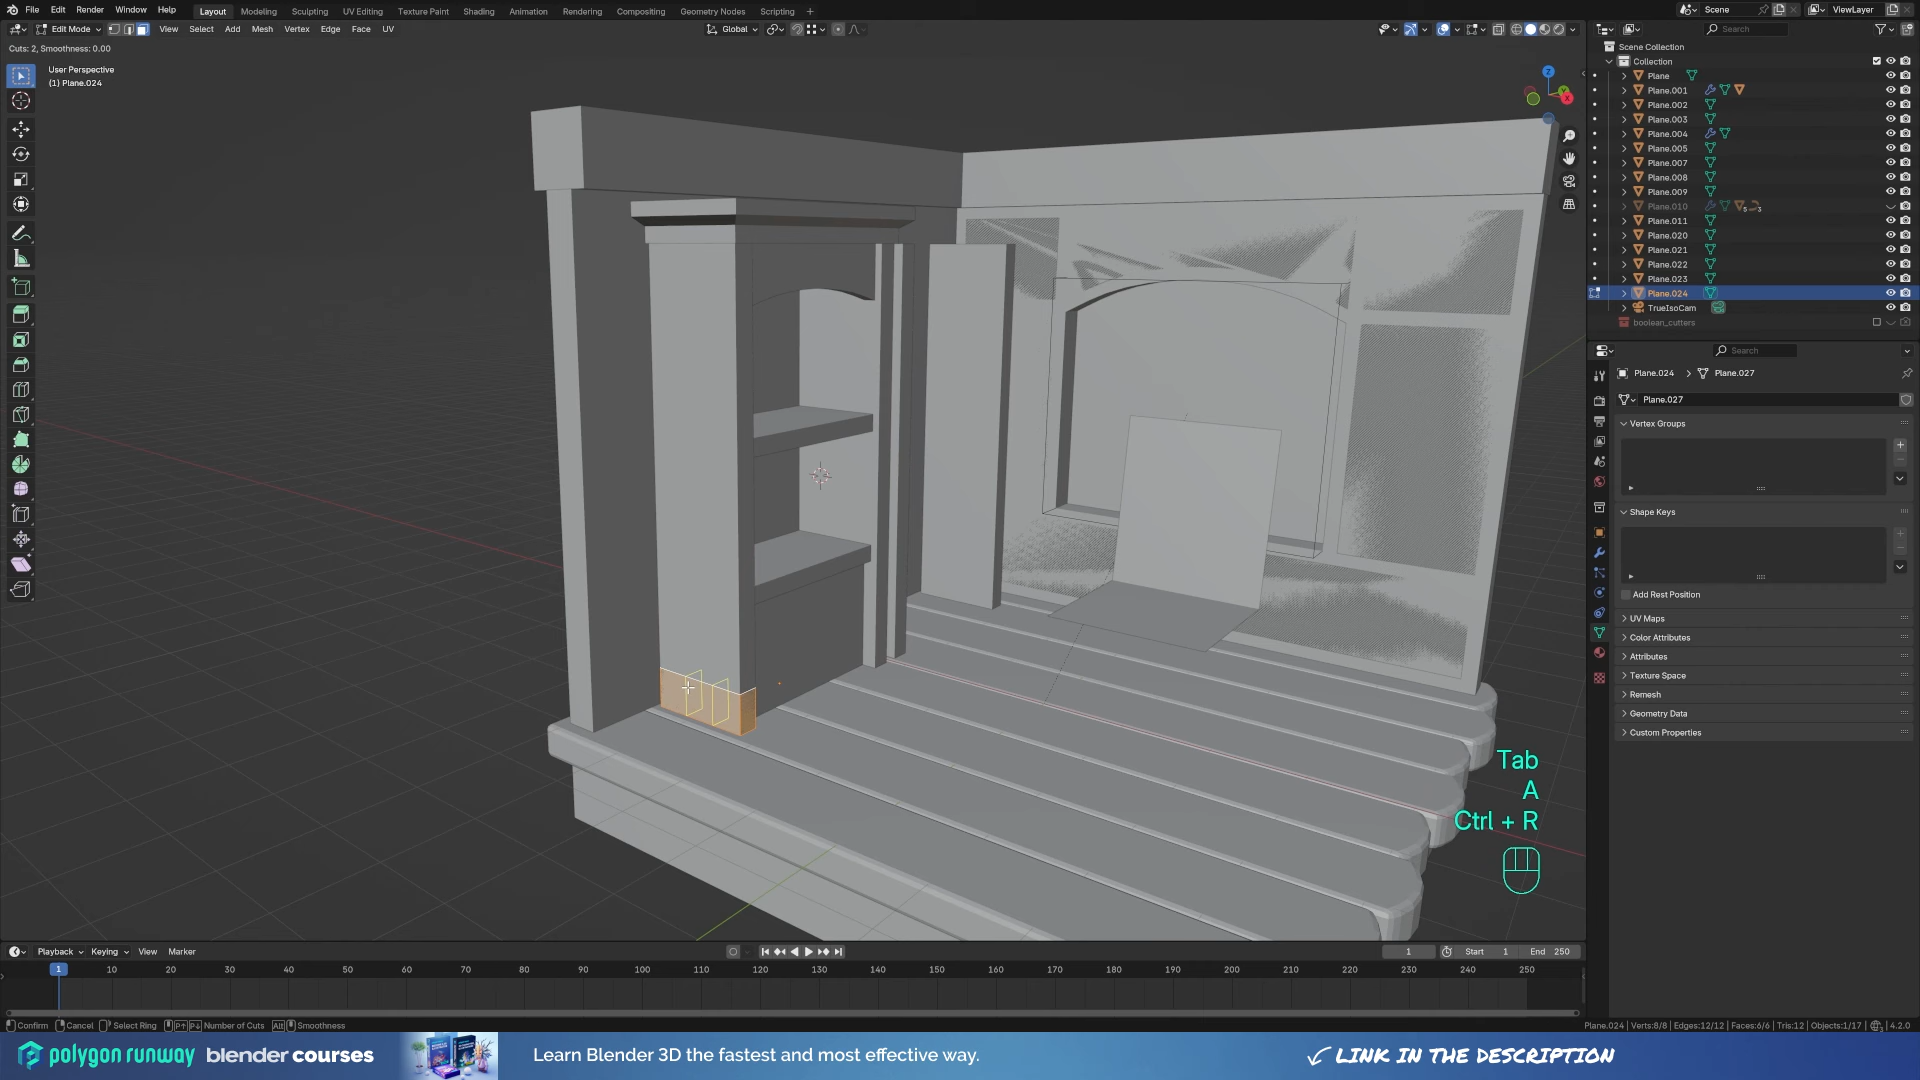 File Edit Render Window Help Layout Modeling Sculpting UV Editing Texture Paint Shading Animation Rendering Compositing Geometry Nodes Scripting + Scene ViewLayer
Edit Mode View Select Add Mesh Vertex Edge Face UV Global Search
Cuts: 2, Smoothness: 0.00
User Perspective
(1) Plane.024
Scene Collection
Collection
Plane
Plane.001
Plane.002
Plane.003
Plane.004
Plane.005
Plane.007
Plane.008
Plane.009
Plane.010
Plane.011
Plane.020
Plane.021
Plane.022
Plane.023
Plane.024
TrueIsoCam
boolean_cutters
Search
Plane.024 > Plane.027
Plane.027
Vertex Groups
Shape Keys
Add Rest Position
UV Maps
Color Attributes
Attributes
Texture Space
Remesh
Geometry Data
Custom Properties
Z
Y
X
Tab
A
Ctrl + R
Playback Keying View Marker 1 Start 1 End 250
1 10 20 30 40 50 60 70 80 90 100 110 120 130 140 150 160 170 180 190 200 210 220 230 240 250
Confirm Cancel Select Ring Number of Cuts Alt Smoothness Plane.024 | Verts:8/8 | Edges:12/12 | Faces:6/6 | Tris:12 | Objects:1/17 | 4.2.0
polygon runway blender courses Learn Blender 3D the fastest and most effective way. LINK IN THE DESCRIPTION